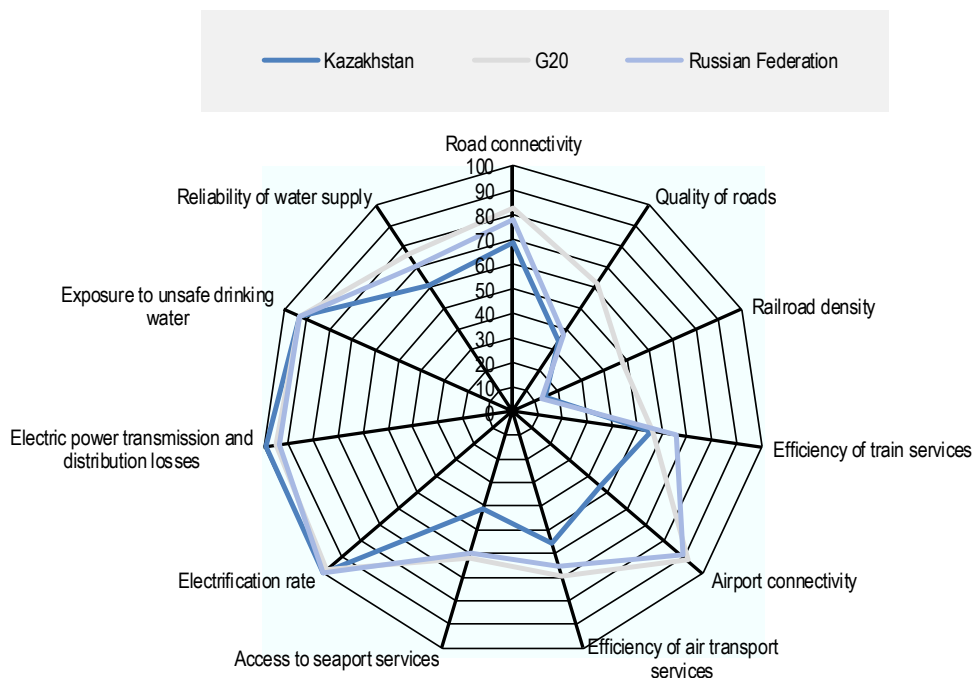 Kazakhstan
G20
Russian Federation
Road connectivity
100
90
80
70
60
50
40
30
20
10
0
Quality of roads
Railroad density
Efficiency of train services
Airport connectivity
Efficiency of air transport
services
Access to seaport services
Electrification rate
Electric power transmission and
distribution losses
Exposure to unsafe drinking
water
Reliability of water supply